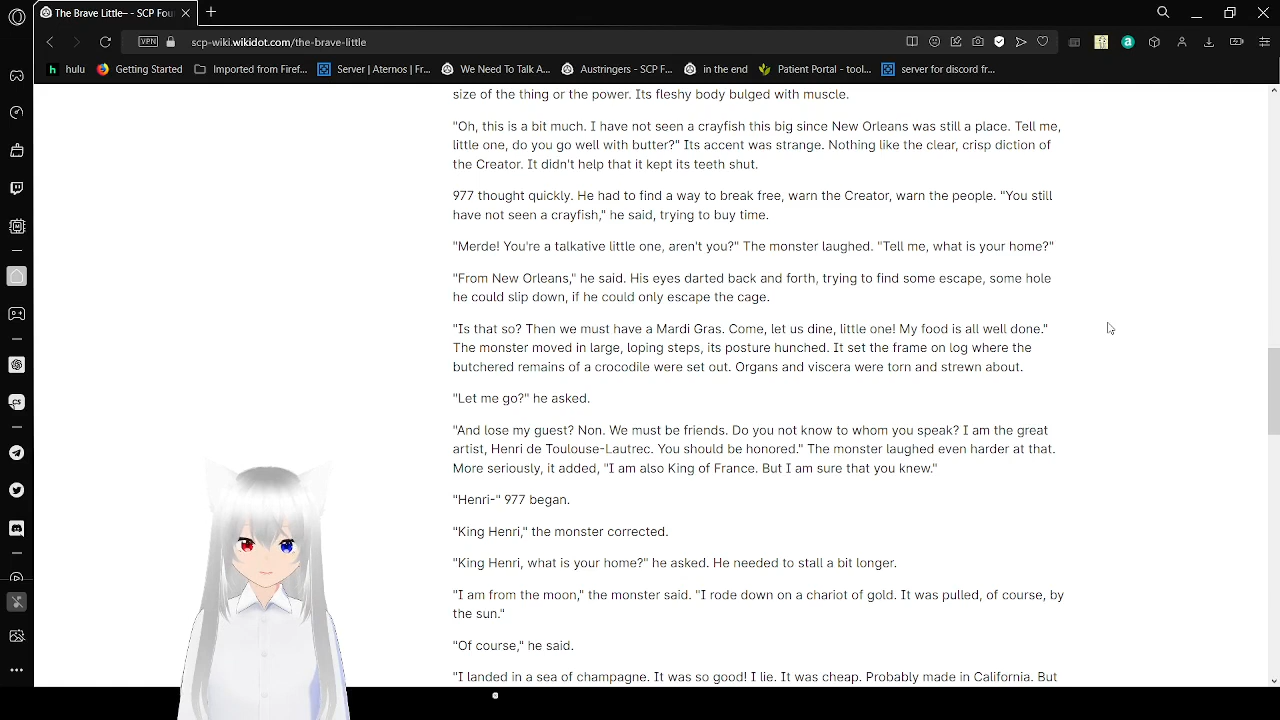 The Brave Little– - SCP Fou
scp-wiki.wikidot.com/the-brave-little
VPN
hulu
Getting Started
Imported from Firef...
Server | Aternos | Fr...
We Need To Talk A...
Austringers - SCP F...
in the end
Patient Portal - tool...
server for discord fr...
size of the thing or the power. Its fleshy body bulged with muscle.
"Oh, this is a bit much. I have not seen a crayfish this big since New Orleans was still a place. Tell me,
little one, do you go well with butter?" Its accent was strange. Nothing like the clear, crisp diction of
the Creator. It didn't help that it kept its teeth shut.
977 thought quickly. He had to find a way to break free, warn the Creator, warn the people. "You still
have not seen a crayfish," he said, trying to buy time.
"Merde! You're a talkative little one, aren't you?" The monster laughed. "Tell me, what is your home?"
"From New Orleans," he said. His eyes darted back and forth, trying to find some escape, some hole
he could slip down, if he could only escape the cage.
"Is that so? Then we must have a Mardi Gras. Come, let us dine, little one! My food is all well done."
The monster moved in large, loping steps, its posture hunched. It set the frame on log where the
butchered remains of a crocodile were set out. Organs and viscera were torn and strewn about.
"Let me go?" he asked.
"And lose my guest? Non. We must be friends. Do you not know to whom you speak? I am the great
artist, Henri de Toulouse-Lautrec. You should be honored." The monster laughed even harder at that.
More seriously, it added, "I am also King of France. But I am sure that you knew."
"Henri-" 977 began.
"King Henri," the monster corrected.
"King Henri, what is your home?" he asked. He needed to stall a bit longer.
"I am from the moon," the monster said. "I rode down on a chariot of gold. It was pulled, of course, by
the sun."
"Of course," he said.
"I landed in a sea of champagne. It was so good! I lie. It was cheap. Probably made in California. But